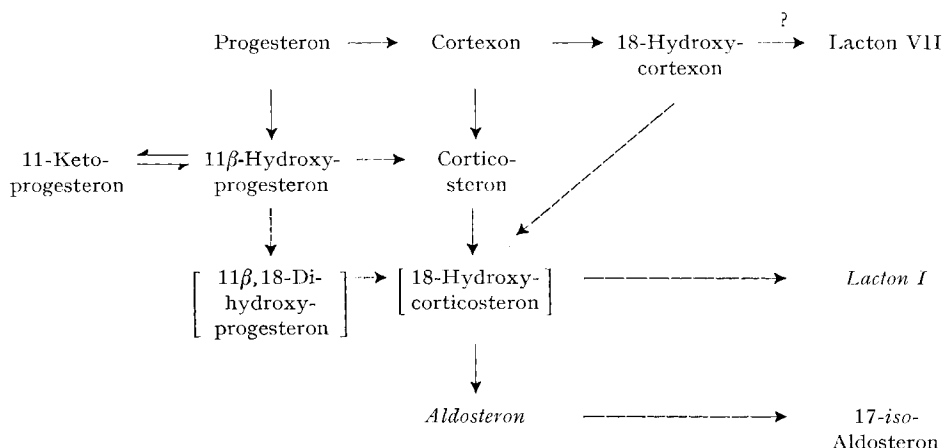 ?
Progesteron Cortexon 18-Hydroxy- Lacton VII
cortexon
11-Keto- 11β-Hydroxy- Cortico-
progesteron progesteron steron
11β,18-Di- 18-Hydroxy- Lacton I
hydroxy- corticosteron
progesteron
Aldosteron 17-iso-
Aldosteron